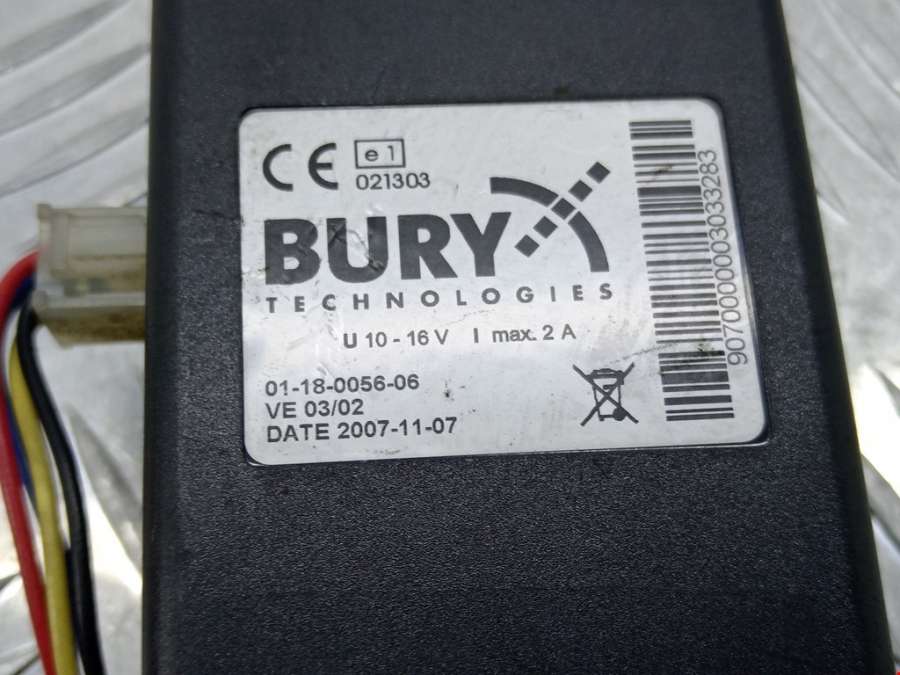 CE e1
021303
BURY
TECHNOLOGIES
U 10 - 16 V I max. 2 A
01-18-0056-06
VE 03/02
DATE 2007-11-07
9070000003033283